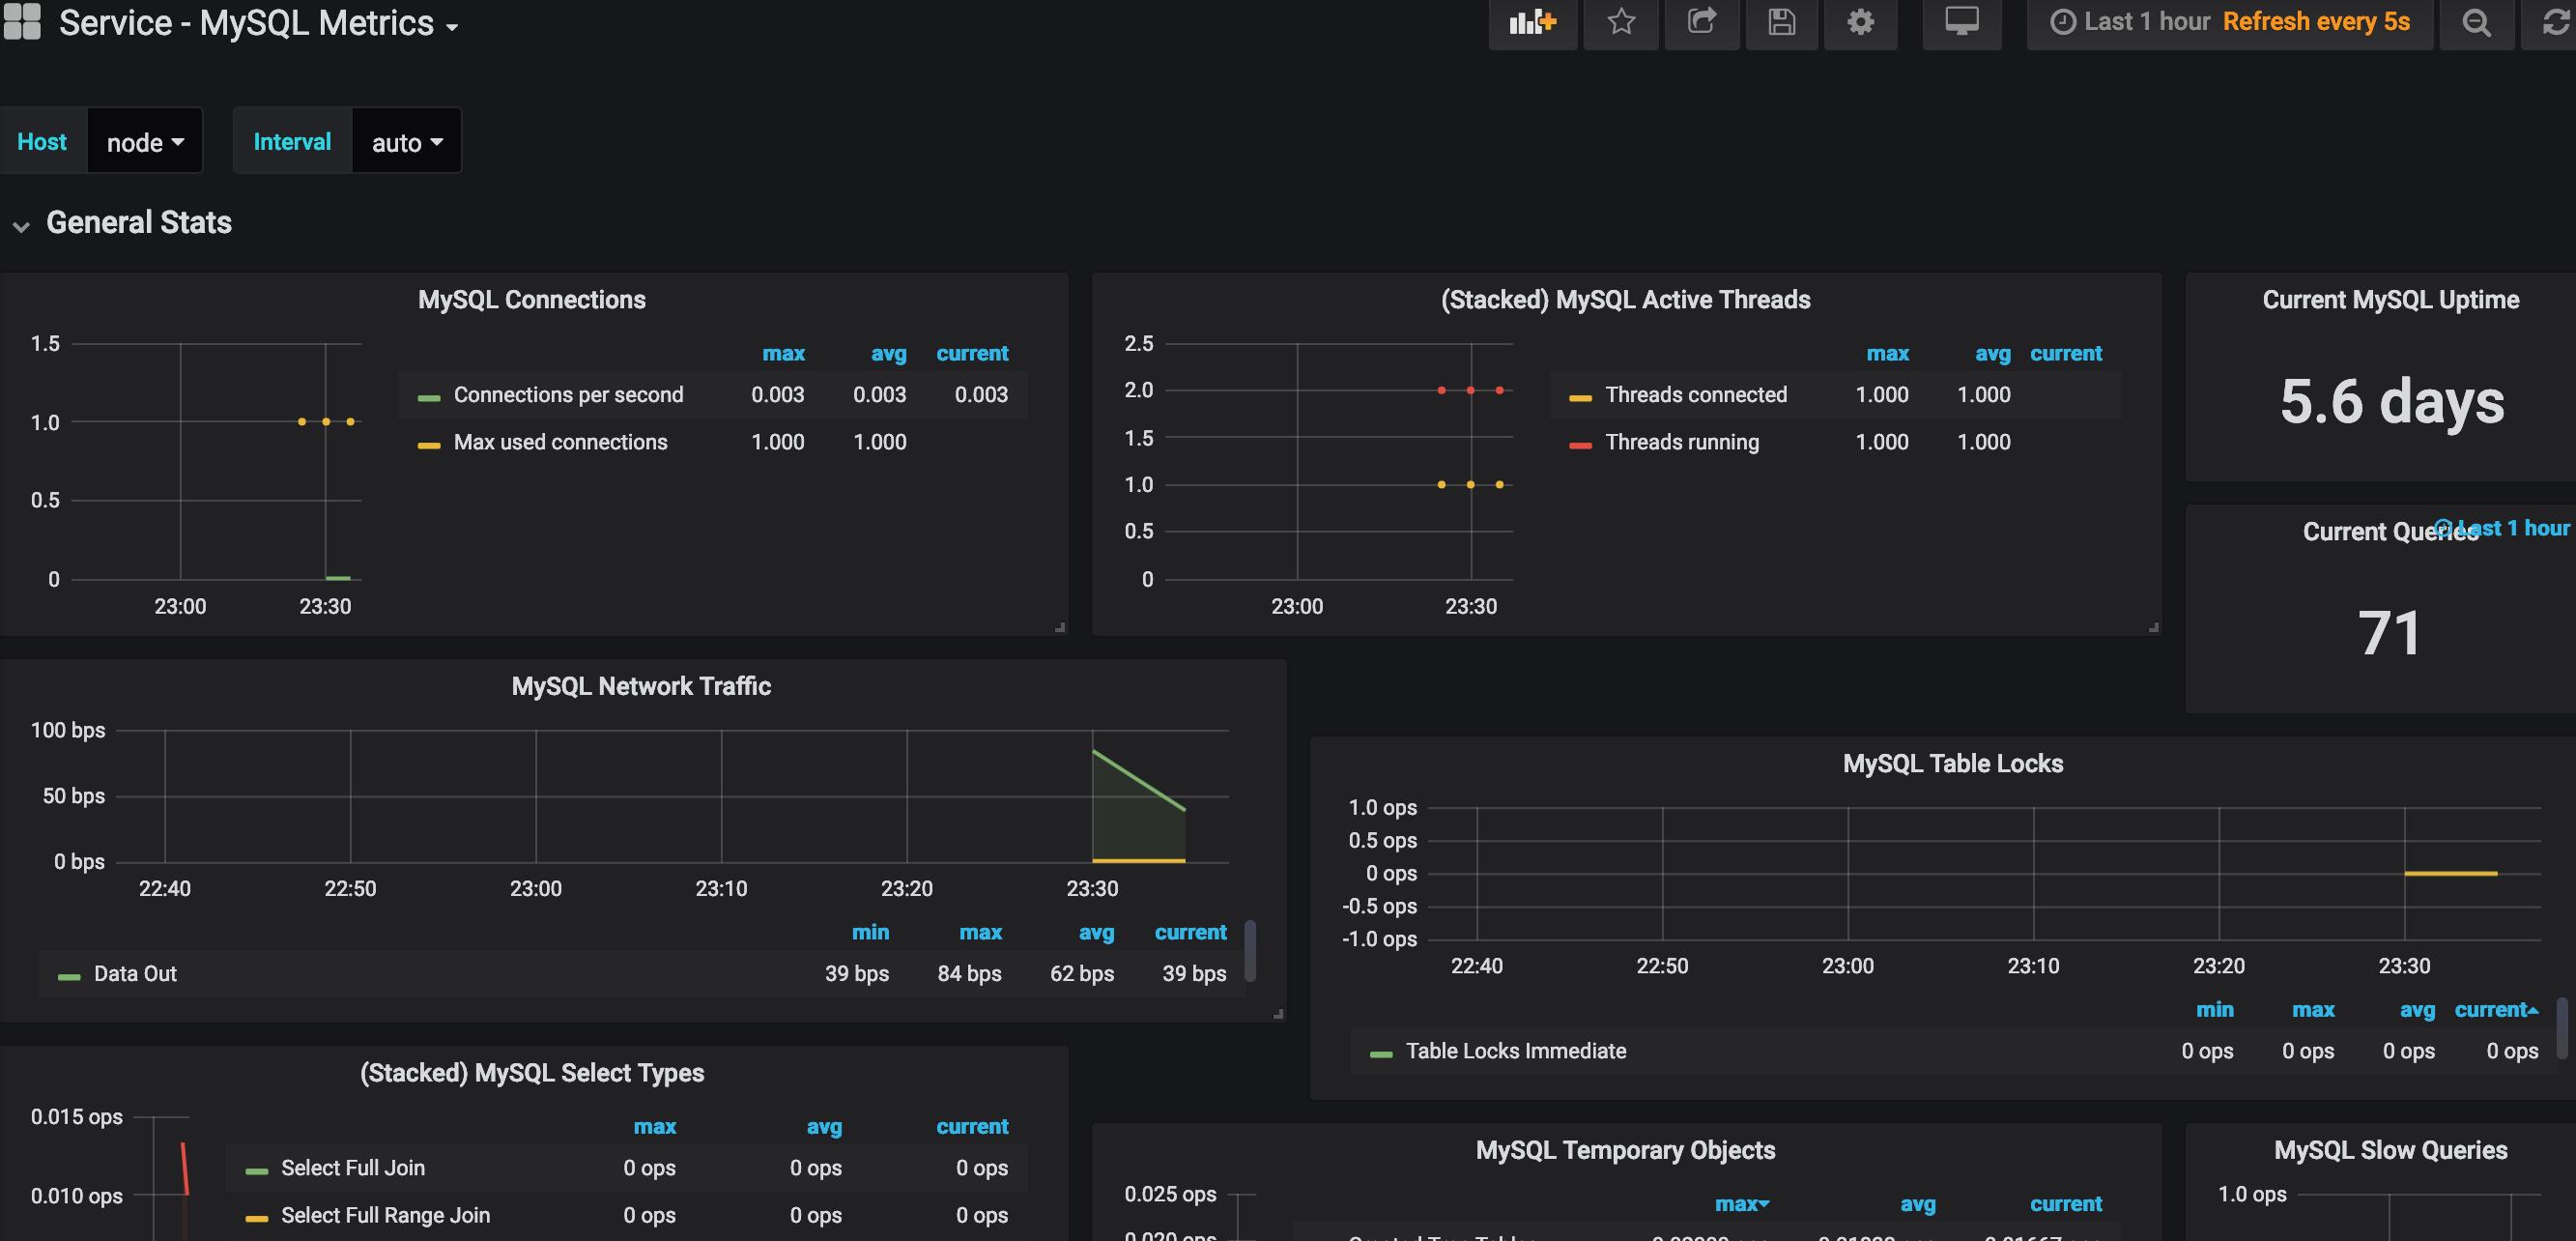 Service - MySQL Metrics
Last 1 hour Refresh every 5s
Host node Interval auto
General Stats
MySQL Connections
1.5
1.0
0.5
0
23:00 23:30
max avg current
Connections per second 0.003 0.003 0.003
Max used connections 1.000 1.000
(Stacked) MySQL Active Threads
2.5
2.0
1.5
1.0
0.5
0
23:00 23:30
max avg current
Threads connected 1.000 1.000
Threads running 1.000 1.000
Current MySQL Uptime
5.6 days
Current Queries
Last 1 hour
71
MySQL Network Traffic
100 bps
50 bps
0 bps
22:40 22:50 23:00 23:10 23:20 23:30
min max avg current
Data Out 39 bps 84 bps 62 bps 39 bps
MySQL Table Locks
1.0 ops
0.5 ops
0 ops
-0.5 ops
-1.0 ops
22:40 22:50 23:00 23:10 23:20 23:30
min max avg current
Table Locks Immediate 0 ops 0 ops 0 ops 0 ops
(Stacked) MySQL Select Types
0.015 ops
0.010 ops
max avg current
Select Full Join 0 ops 0 ops 0 ops
Select Full Range Join 0 ops 0 ops 0 ops
MySQL Temporary Objects
0.025 ops
0.020 ops
max avg current
MySQL Slow Queries
1.0 ops